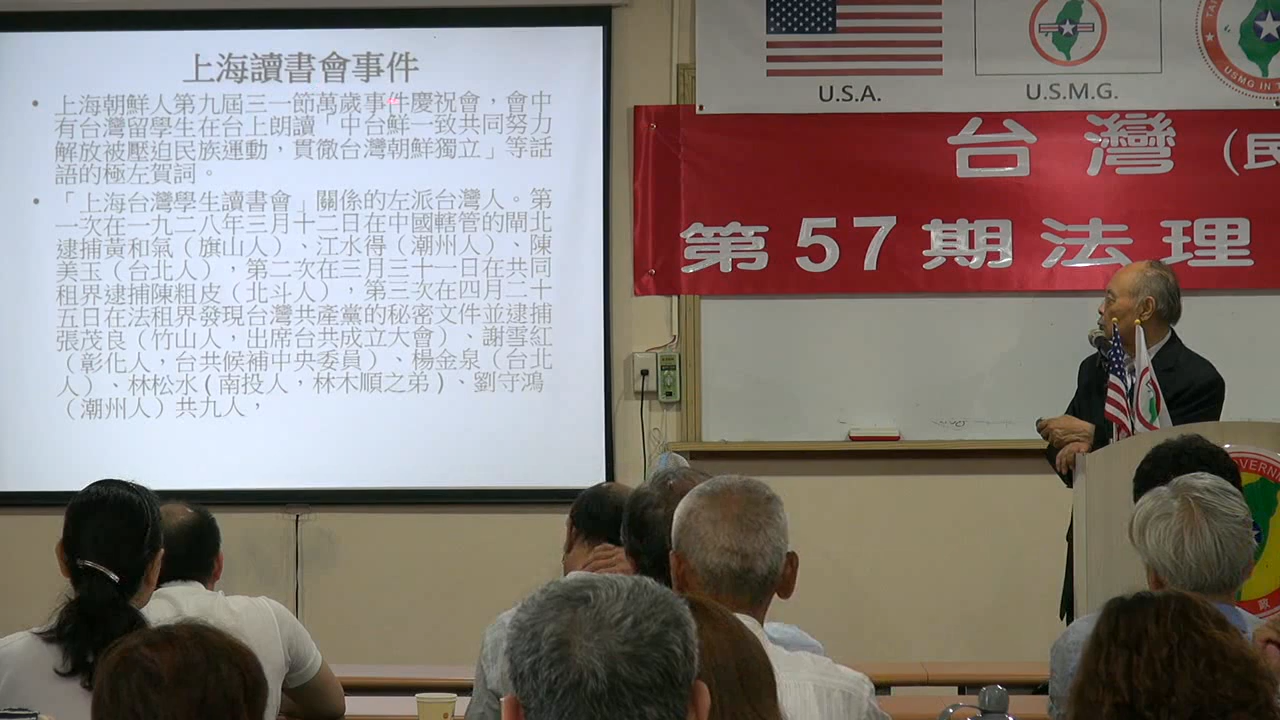 上海讀書會事件
• 上海朝鮮人第九屆三一節萬歲事件慶祝會，會中
有台灣留學生在台上朗讀「中台鮮一致共同努力
解放被壓迫民族運動，貫徹台灣朝鮮獨立」等話
語的極左賀詞。
• 「上海台灣學生讀書會」關係的左派台灣人。第
一次在一九二八年三月十二日在中國轄管的閘北
逮捕黃和氣（旗山人）、江水得（潮州人）、陳
美玉（台北人），第二次在三月三十一日在共同
租界逮捕陳粗皮（北斗人），第三次在四月二十
五日在法租界發現台灣共產黨的秘密文件並逮捕
張茂良（竹山人，出席台共成立大會）、謝雪紅
（彰化人，台共候補中央委員）、楊金泉（台北
人）、林松水(南投人，林木順之弟)、劉守鴻
（潮州人）共九人，
U.S.A.
U.S.M.G.
USMG IN T
台灣（民
第57期法理
VERN